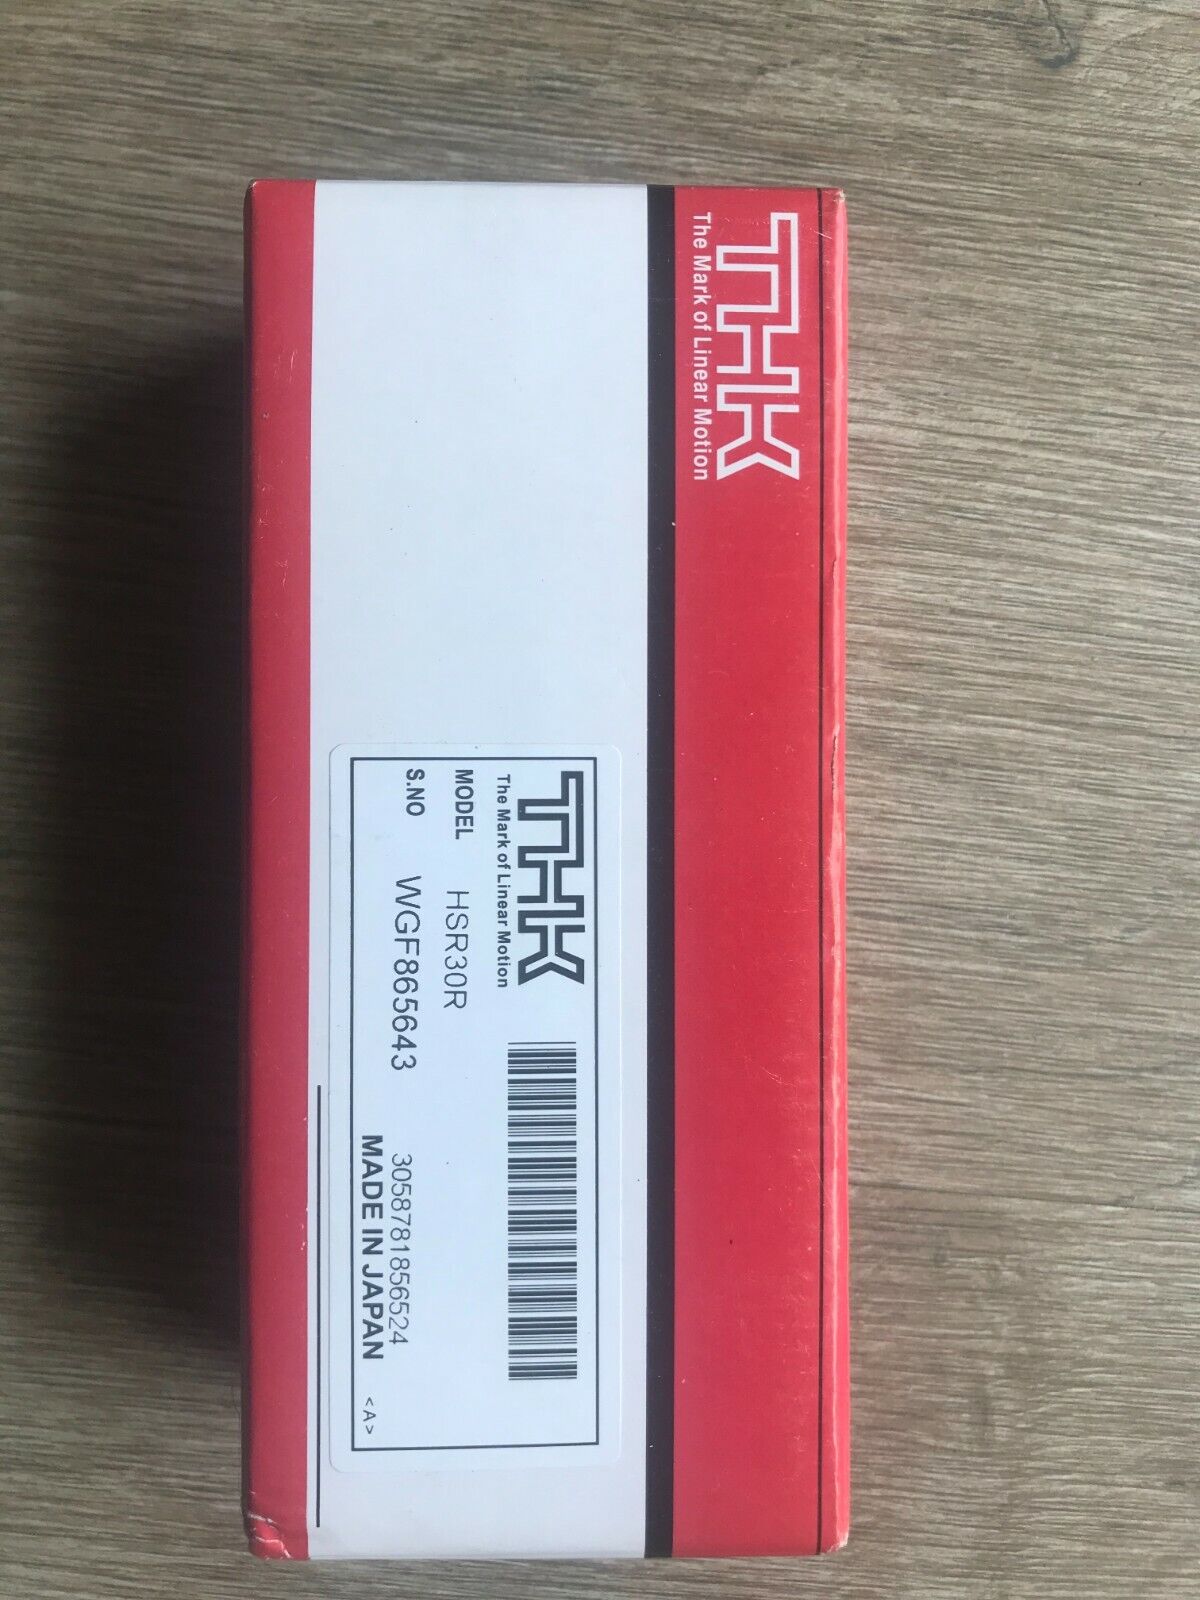 THK
The Mark of Linear Motion
THK
The Mark of Linear Motion
MODEL HSR30R
S.NO WGF865643
3058781856524
MADE IN JAPAN
<A>